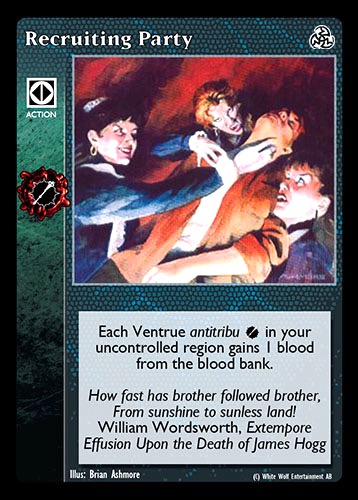 Recruiting Party
ACTION
Each Ventrue antitribu in your
uncontrolled region gains 1 blood
from the blood bank.
How fast has brother followed brother,
From sunshine to sunless land!
William Wordsworth, Extempore
Effusion Upon the Death of James Hogg
Illus: Brian Ashmore
(C) White Wolf Entertainment AB